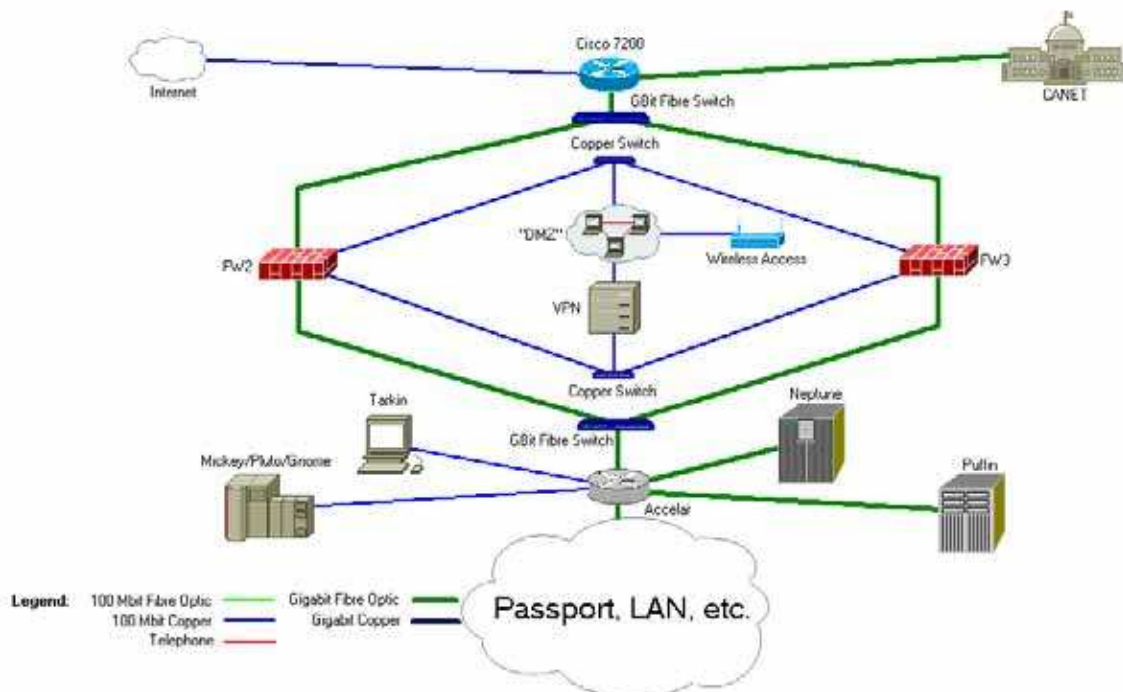 Cisco 7200
Internet
CANET
GBit Fibre Switch
Copper Switch
"DMZ"
Wireless Access
FW2
FW3
VPN
Copper Switch
Tarkin
Neptune
GBit Fibre Switch
Mickey/Pluto/Gnome
Puffin
Accelar
Passport, LAN, etc.
Legend: 100 Mbit Fibre Optic Gigabit Fibre Optic
100 Mbit Copper Gigabit Copper
Telephone